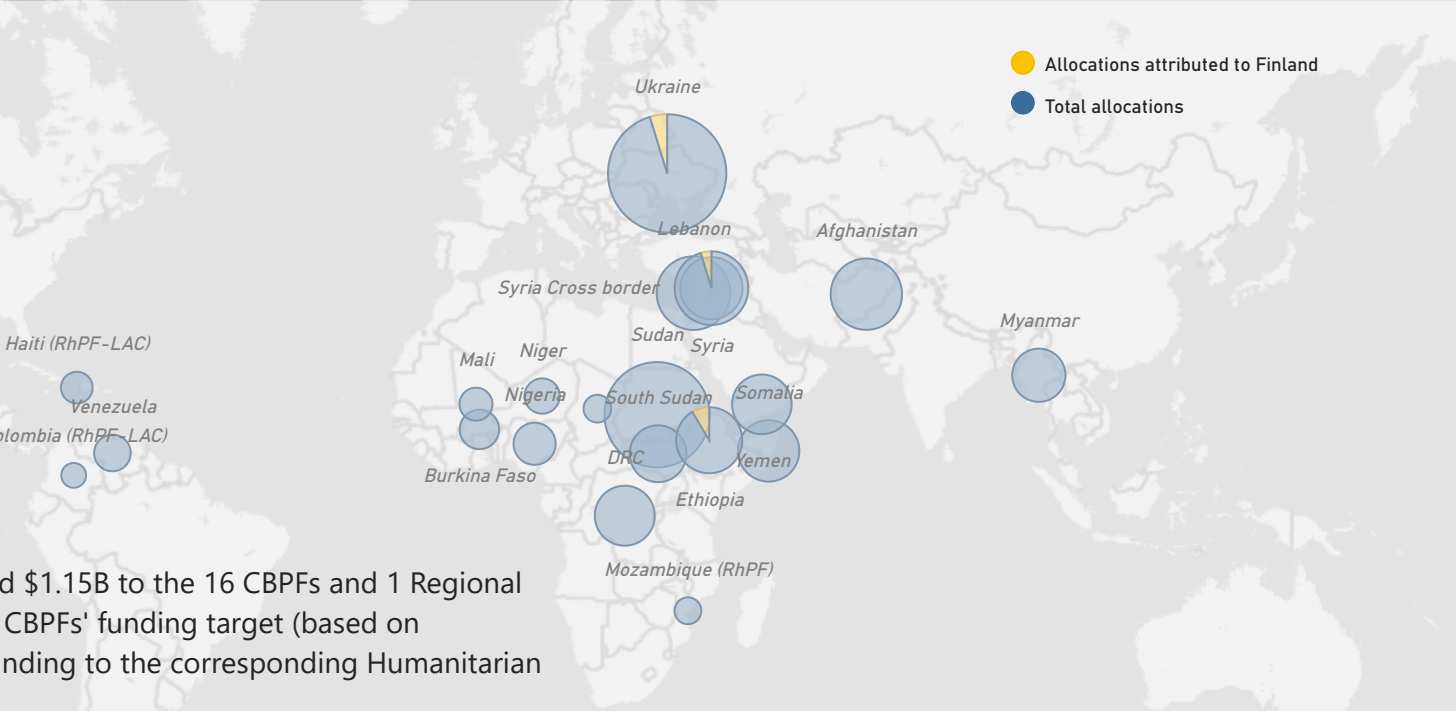 Allocations attributed to Finland
Total allocations
Ukraine
Lebanon
Afghanistan
Syria Cross border
Myanmar
Sudan
Syria
Haiti (RhPF-LAC)
Mali
Niger
Nigeria
South Sudan
Somalia
Venezuela
olombia (RhPF-LAC)
DRC
Yemen
Burkina Faso
Ethiopia
Mozambique (RhPF)
d $1.15B to the 16 CBPFs and 1 Regional
CBPFs' funding target (based on
nding to the corresponding Humanitarian